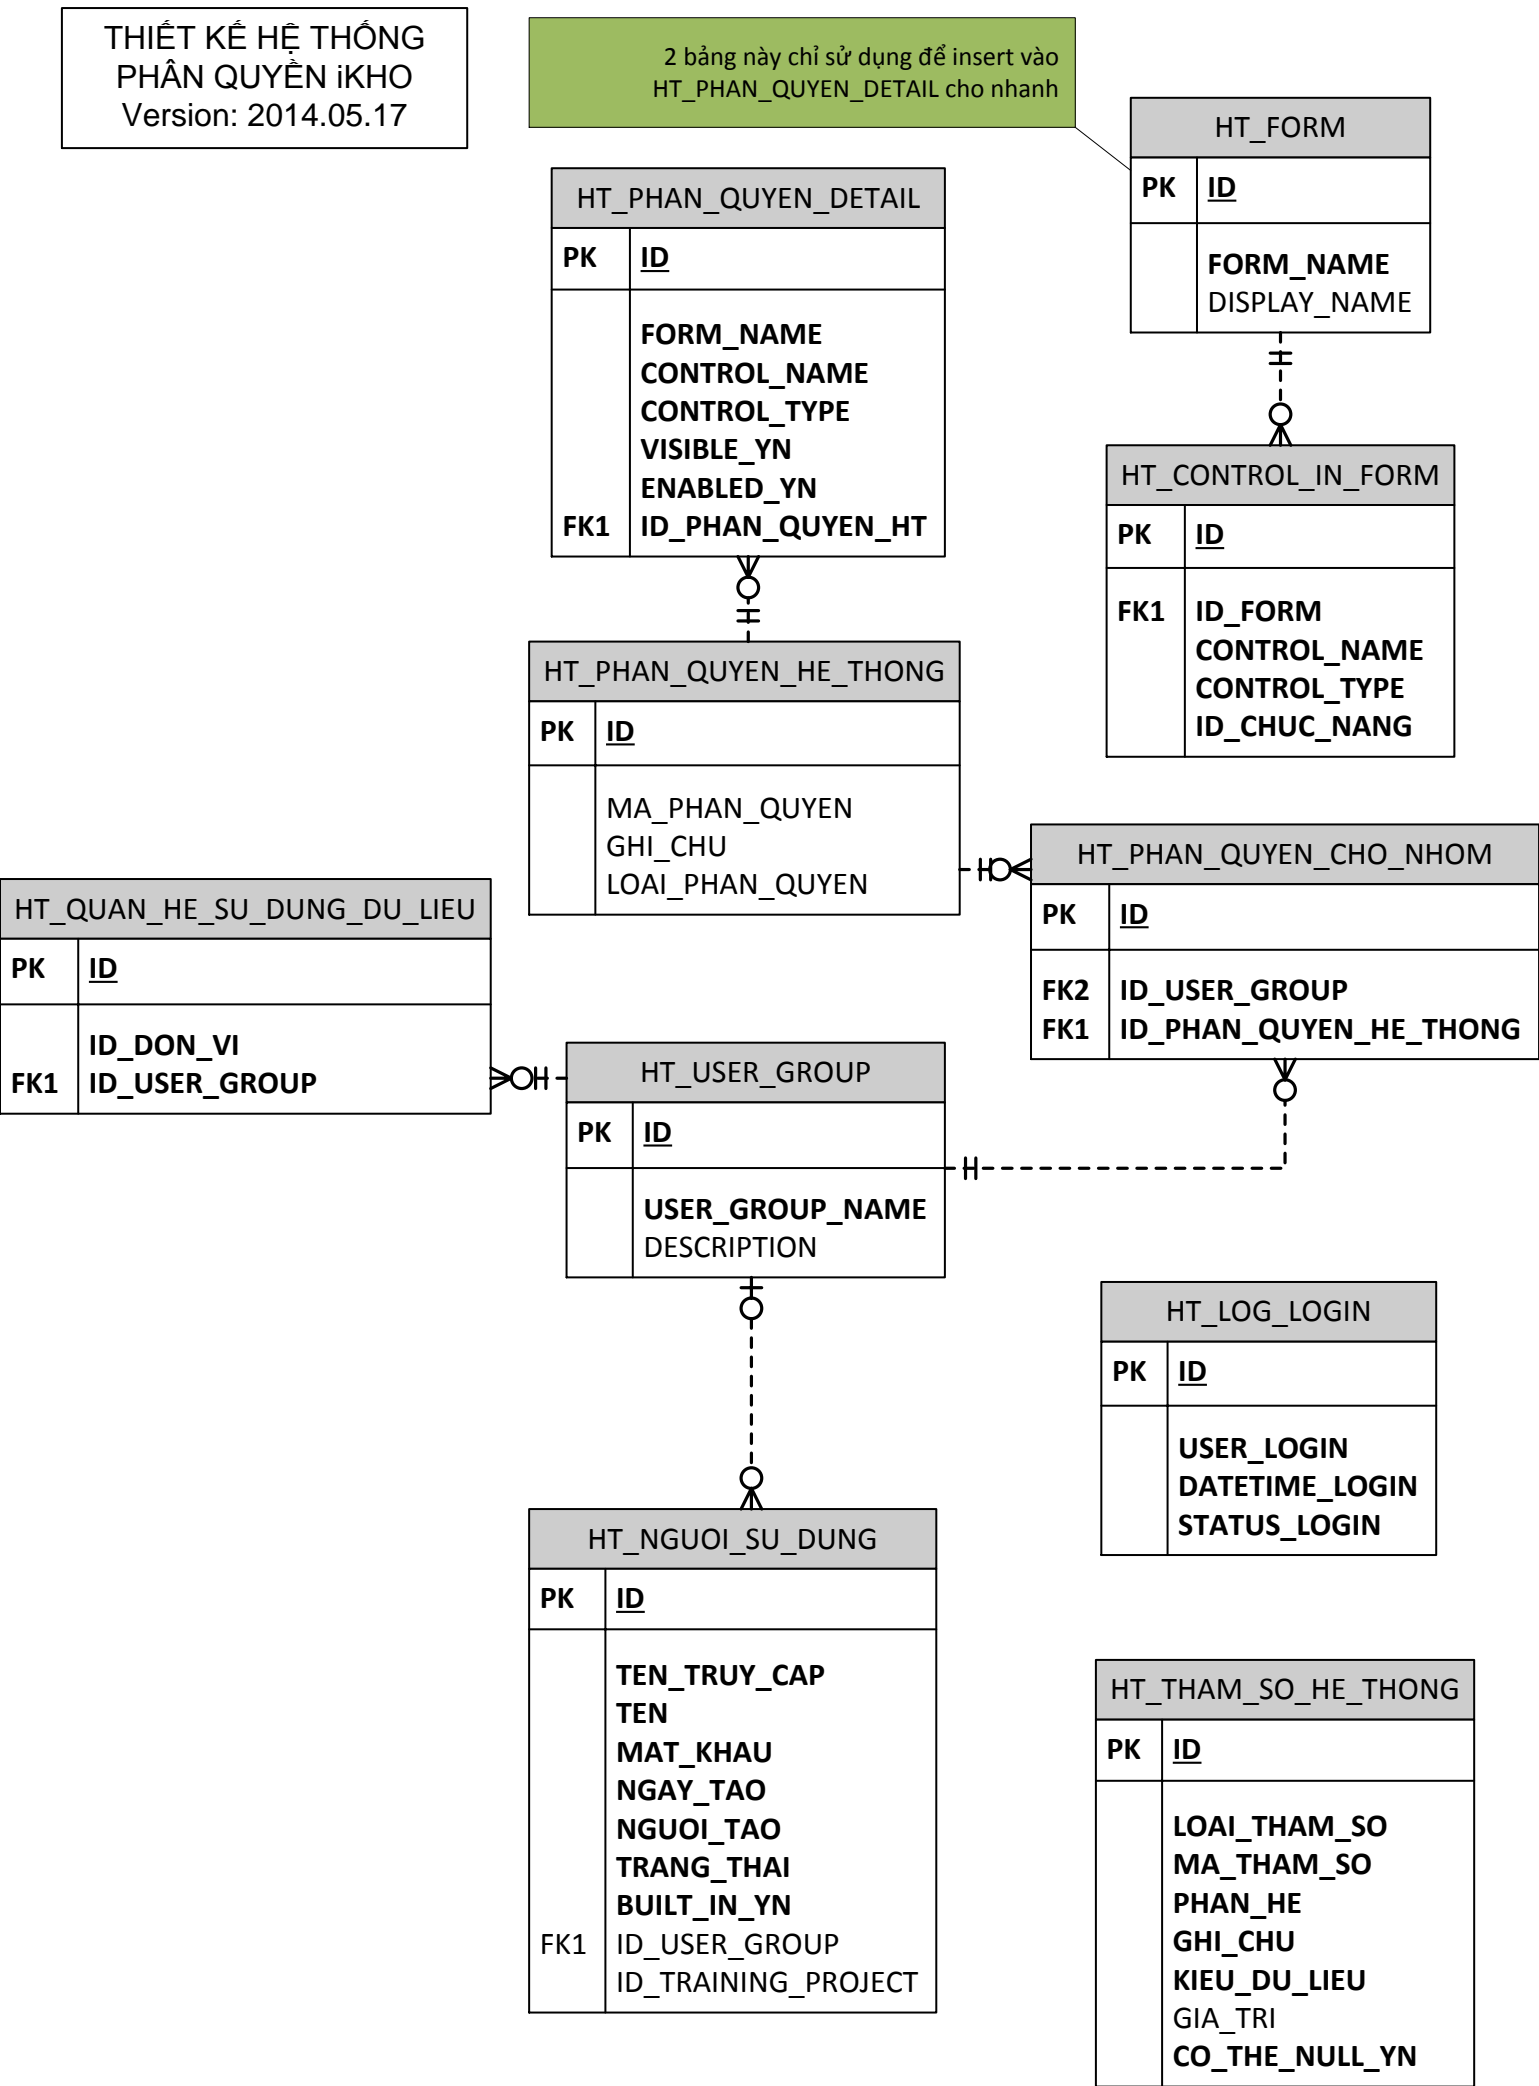 THIẾT KẾ HỆ THỐNG
PHÂN QUYỀN iKHO
Version: 2014.05.17
2 bảng này chỉ sử dụng để insert vào
HT_PHAN_QUYEN_DETAIL cho nhanh
HT_FORM
PK ID
FORM_NAME
DISPLAY_NAME
HT_PHAN_QUYEN_DETAIL
PK ID
FORM_NAME
CONTROL_NAME
CONTROL_TYPE
VISIBLE_YN
ENABLED_YN
FK1 ID_PHAN_QUYEN_HT
HT_CONTROL_IN_FORM
PK ID
FK1 ID_FORM
CONTROL_NAME
CONTROL_TYPE
ID_CHUC_NANG
HT_PHAN_QUYEN_HE_THONG
PK ID
MA_PHAN_QUYEN
GHI_CHU
LOAI_PHAN_QUYEN
HT_PHAN_QUYEN_CHO_NHOM
PK ID
FK2 ID_USER_GROUP
FK1 ID_PHAN_QUYEN_HE_THONG
HT_QUAN_HE_SU_DUNG_DU_LIEU
PK ID
ID_DON_VI
FK1 ID_USER_GROUP
HT_USER_GROUP
PK ID
USER_GROUP_NAME
DESCRIPTION
HT_LOG_LOGIN
PK ID
USER_LOGIN
DATETIME_LOGIN
STATUS_LOGIN
HT_NGUOI_SU_DUNG
PK ID
TEN_TRUY_CAP
TEN
MAT_KHAU
NGAY_TAO
NGUOI_TAO
TRANG_THAI
BUILT_IN_YN
FK1 ID_USER_GROUP
ID_TRAINING_PROJECT
HT_THAM_SO_HE_THONG
PK ID
LOAI_THAM_SO
MA_THAM_SO
PHAN_HE
GHI_CHU
KIEU_DU_LIEU
GIA_TRI
CO_THE_NULL_YN